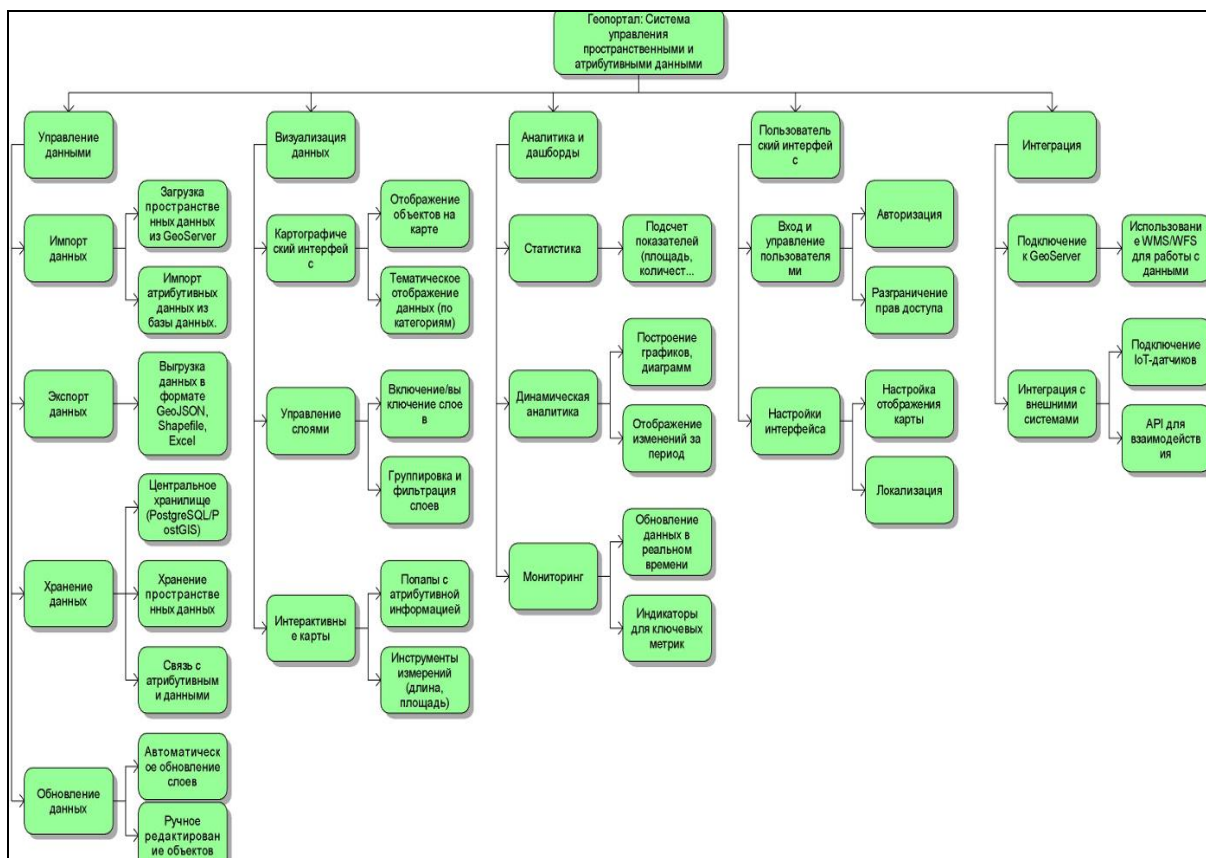 Геопортал: Система
управления
пространственными и
атрибутивными данными
Управление
данными
Импорт
данных
Загрузка
пространстве
нных данных
из GeoServer
Импорт
атрибутивных
данных из
базы данных.
Экспорт
данных
Выгрузка
данных в
формате
GeoJSON,
Shapefile,
Excel
Хранение
данных
Центральное
хранилище
(PostgreSQL/P
ostGIS)
Хранение
пространстве
нных данных
Связь с
атрибутивным
и данными
Обновление
данных
Автоматическ
ое обновление
слоев
Ручное
редактирован
ие объектов
Визуализация
данных
Картографиче
ский интерфей
с
Отображение
объектов на
карте
Тематическое
отображение
данных (по
категориям)
Управление
слоями
Включение/вы
ключение слое
в
Группировка и
фильтрация
слоев
Интерактивны
е карты
Попапы с
атрибутивной
информацией
Инструменты
измерений
(длина,
площадь)
Аналитика и
дашборды
Статистика
Подсчет
показателей
(площадь,
количест...
Динамическая
аналитика
Построение
графиков,
диаграмм
Отображение
изменений за
период
Мониторинг
Обновление
данных в
реальном
времени
Индикаторы
для ключевых
метрик
Пользователь
ский интерфей
с
Вход и
управление
пользователя
ми
Авторизация
Разграничение
прав доступа
Настройки
интерфейса
Настройка
отображения
карты
Локализация
Интеграция
Подключение
к GeoServer
Использовани
е WMS/WFS
для работы с
данными
Интеграция с
внешними
системами
Подключение
IoT-датчиков
API для
взаимодейств
ия